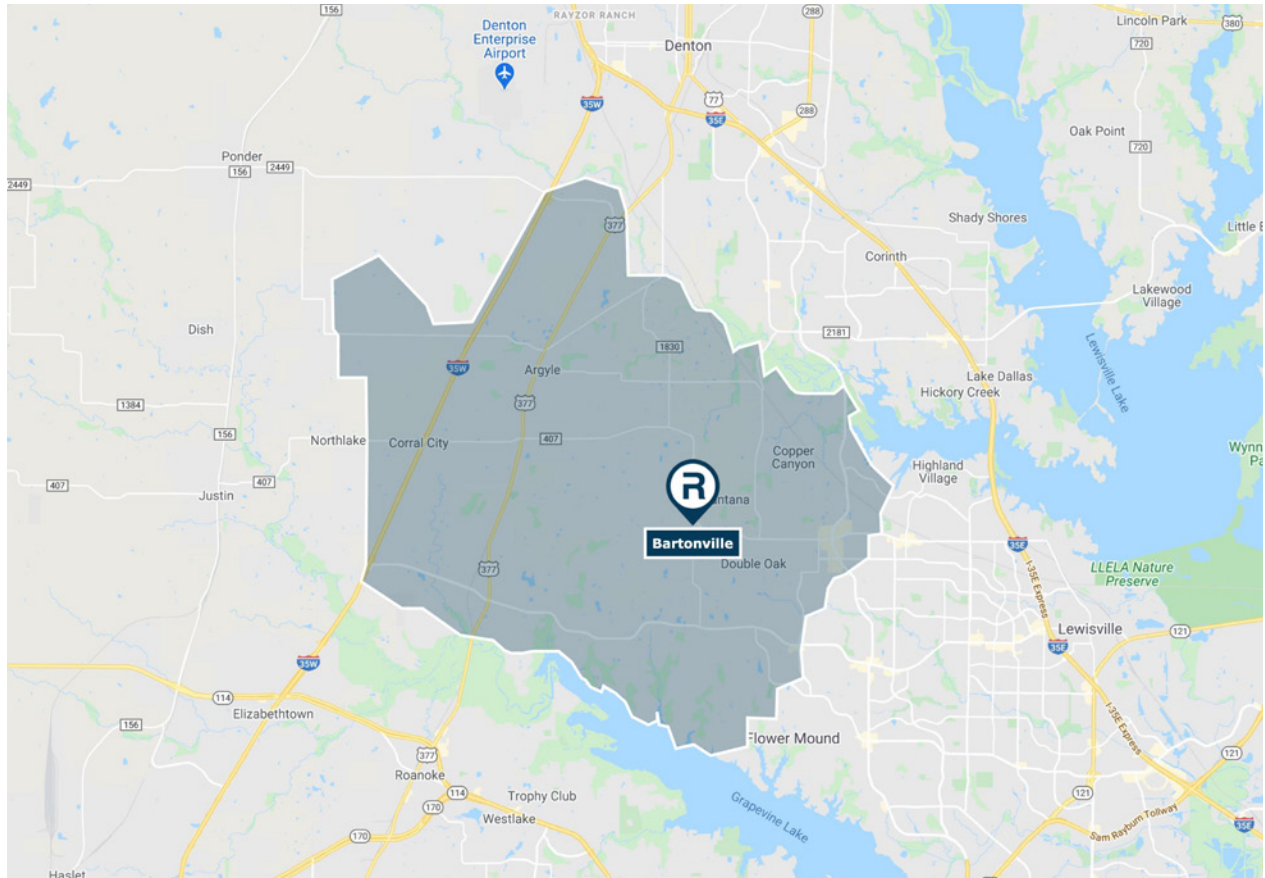 156
RAYZOR RANCH
Lincoln Park
288
380
Denton
Enterprise
Airport
Denton
720
77
35W
35E
288
Oak Point
720
Ponder
2449
156
2449
377
Shady Shores
Corinth
Lakewood
Village
Dish
2181
1830
35W
Argyle
Lake Dallas
Hickory Creek
Lewisville
Lake
1384
377
156
Northlake
Corral City
407
Copper
Canyon
Highland
Village
407
407
Justin
R
ntana
Bartonville
35E
377
Double Oak
LLELA Nature
Preserve
I-35E Express
Lewisville
121
35E
35W
114
Elizabethtown
156
I-35E Express
Flower Mound
377
121
Roanoke
114
Trophy Club
121
170
Westlake
Grapevine Lake
170
Sam Rayburn Tollway
35E
Haslet